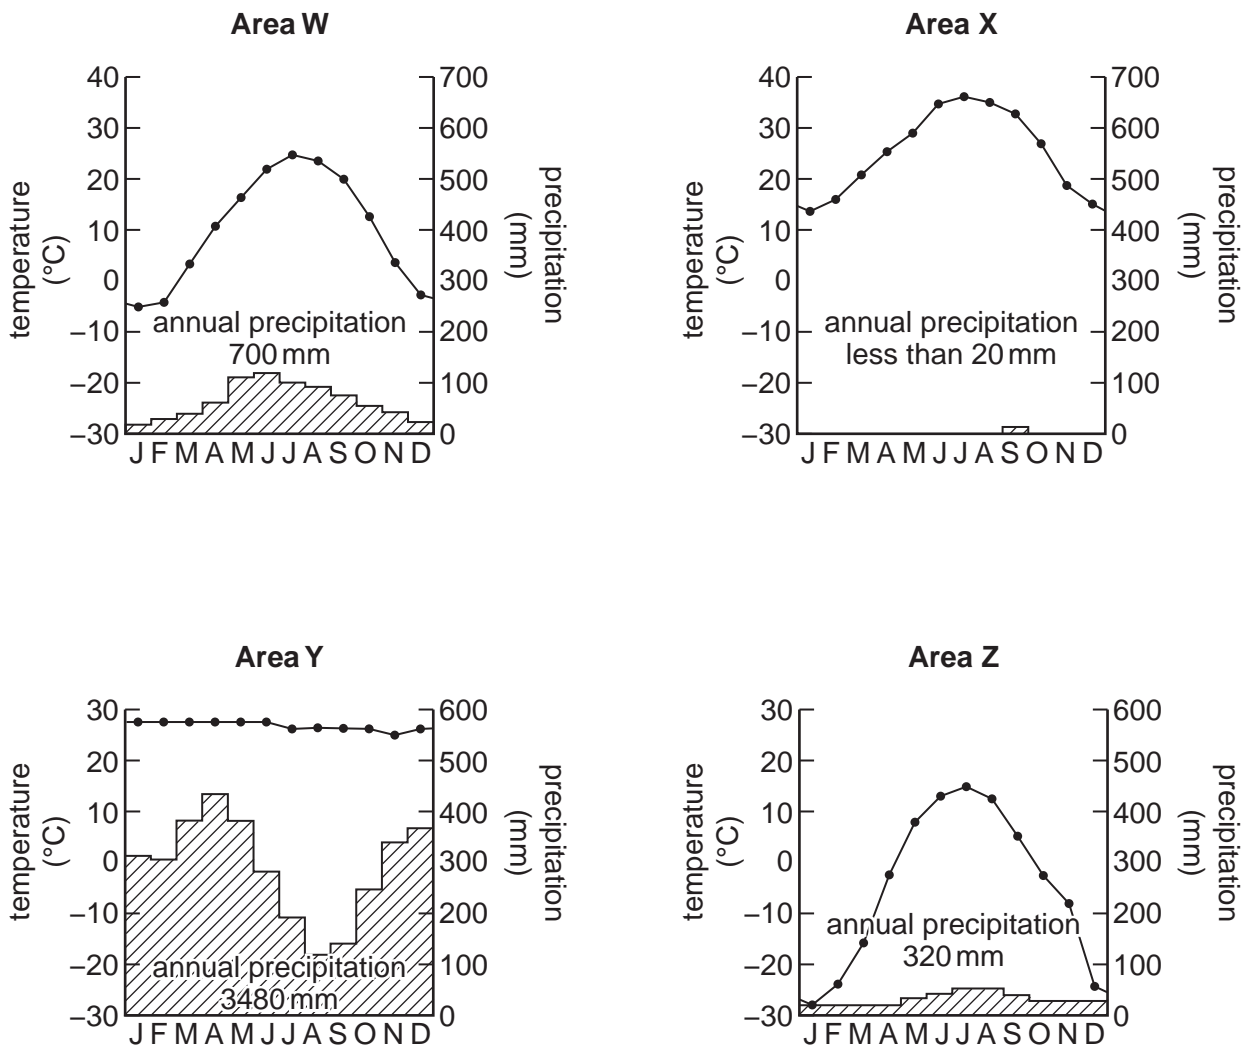 Area W
40
30
20
10
0
–10
–20
–30
temperature
(°C)
700
600
500
400
300
200
100
0
precipitation
(mm)
annual precipitation
700 mm
J F M A M J J A S O N D
Area X
40
30
20
10
0
–10
–20
–30
temperature
(°C)
700
600
500
400
300
200
100
0
precipitation
(mm)
annual precipitation
less than 20 mm
J F M A M J J A S O N D
Area Y
30
20
10
0
–10
–20
–30
temperature
(°C)
600
500
400
300
200
100
0
precipitation
(mm)
annual precipitation
3480 mm
J F M A M J J A S O N D
Area Z
30
20
10
0
–10
–20
–30
temperature
(°C)
600
500
400
300
200
100
0
precipitation
(mm)
annual precipitation
320 mm
J F M A M J J A S O N D